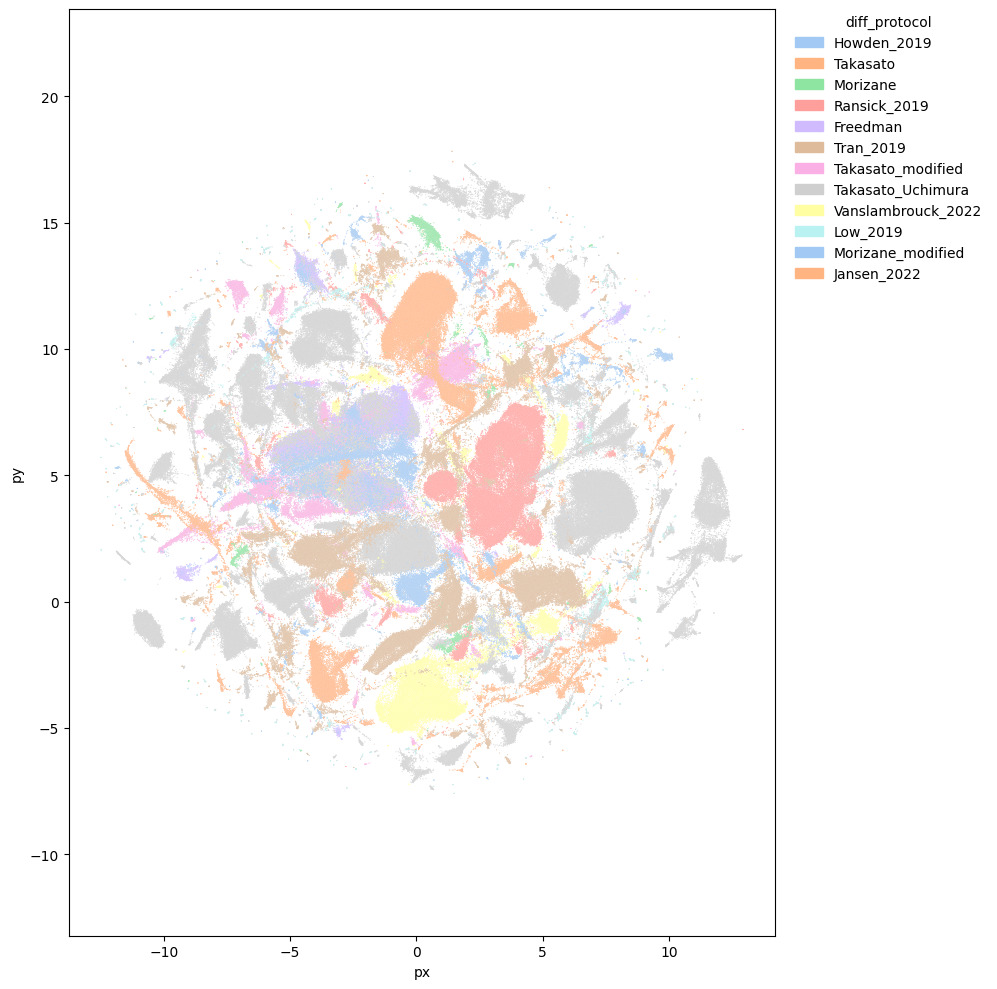 diff_protocol
Howden_2019
Takasato
Morizane
Ransick_2019
Freedman
Tran_2019
Takasato_modified
Takasato_Uchimura
Vanslambrouck_2022
Low_2019
Morizane_modified
Jansen_2022
20
15
10
5
0
−5
−10
py
−10
−5
0
5
10
px